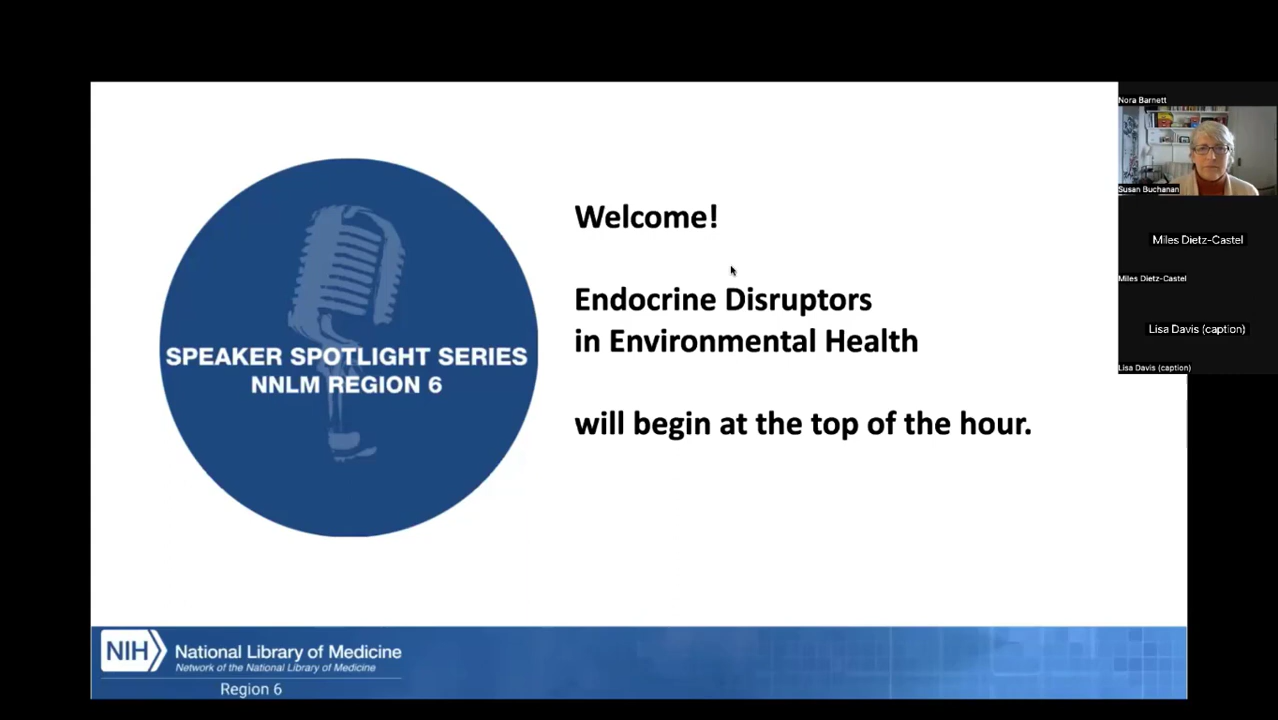 SPEAKER SPOTLIGHT SERIES
NNLM REGION 6
Welcome!
Endocrine Disruptors
in Environmental Health
will begin at the top of the hour.
Nora Barnett
Susan Buchanan
Miles Dietz-Castel
Miles Dietz-Castel
Lisa Davis (caption)
Lisa Davis (caption)
NIH
National Library of Medicine
Network of the National Library of Medicine
Region 6